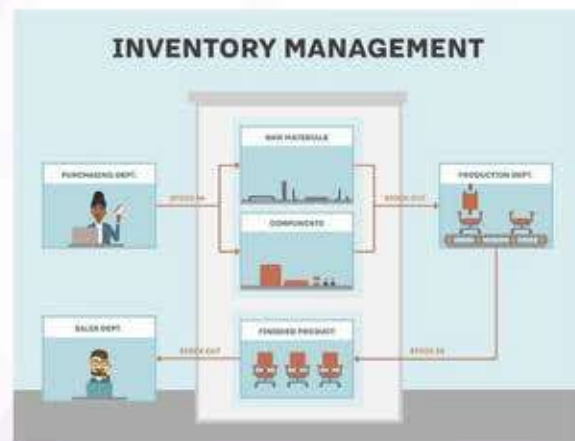 INVENTORY MANAGEMENT
RAW MATERIALS
PURCHASING DEPT.
PRODUCTION DEPT.
STOCK IN
STOCK OUT
COMPONENTS
SALES DEPT.
FINISHED PRODUCT
STOCK OUT
STOCK IN